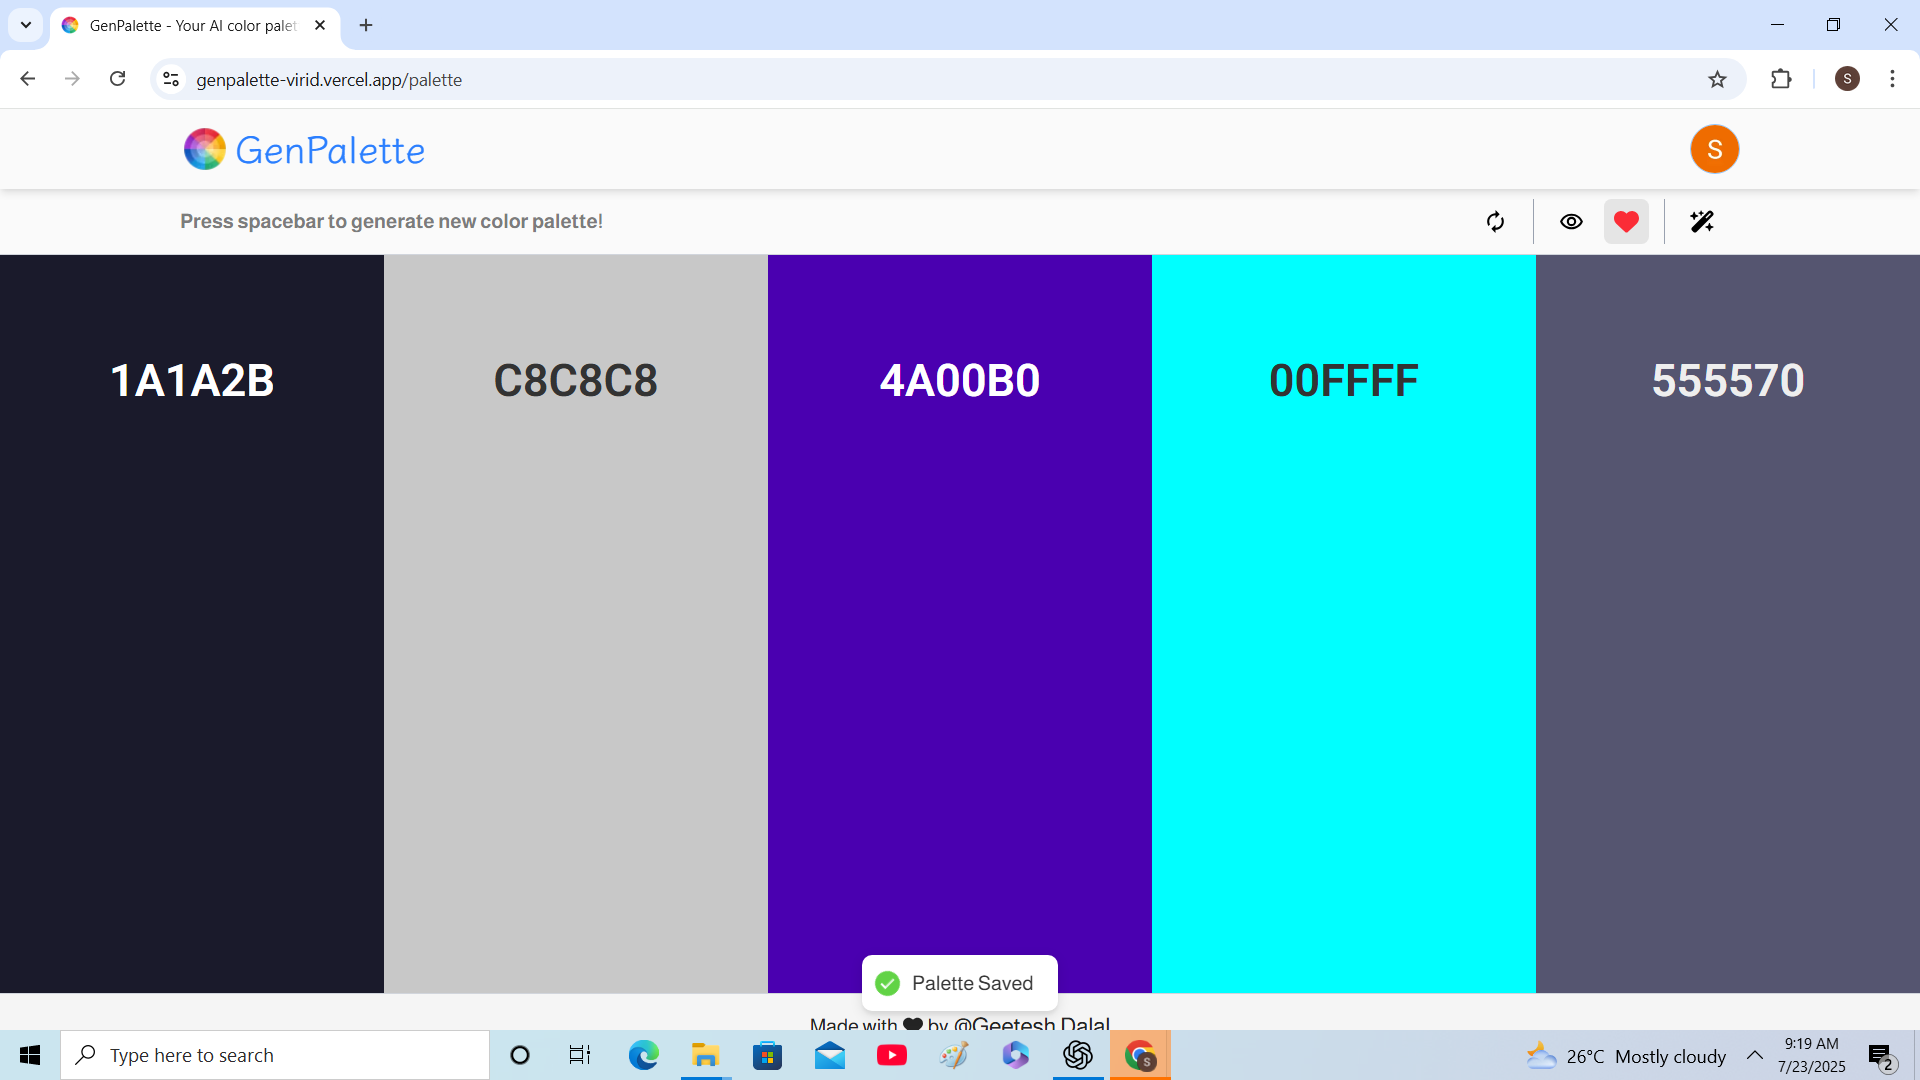 GenPalette - Your AI color palet
genpalette-virid.vercel.app/palette
S
GenPalette
S
Press spacebar to generate new color palette!
1A1A2B
C8C8C8
4A00B0
00FFFF
555570
Palette Saved
Made with by @Geetesh Dalal
Type here to search
S
26°C Mostly cloudy
9:19 AM
7/23/2025
2